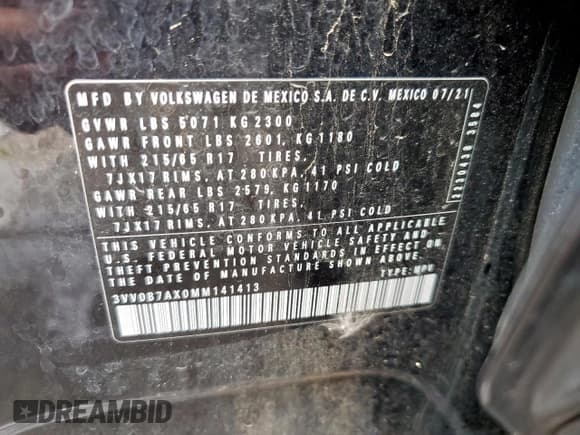 MFD BY VOLKSWAGEN DE MEXICO S.A. DE C.V. MEXICO 07/21
GVWR LBS 5071 KG 2300
GAWR FRONT LBS 2601, KG 1180
WITH 215/65 R17 TIRES,
7JX17 RIMS, AT 280 KPA, 41 PSI COLD
GAWR REAR LBS 2579, KG 1170
WITH 215/65 R17 TIRES,
7JX17 RIMS, AT 280 KPA, 41 PSI COLD
THIS VEHICLE CONFORMS TO ALL APPLICABLE
U.S. FEDERAL MOTOR VEHICLE SAFETY AND
THEFT PREVENTION STANDARDS IN EFFECT ON
THE DATE OF MANUFACTURE SHOWN ABOVE.
3VV0B7AX0MM141413 TYPE:MPV
DREAMBID